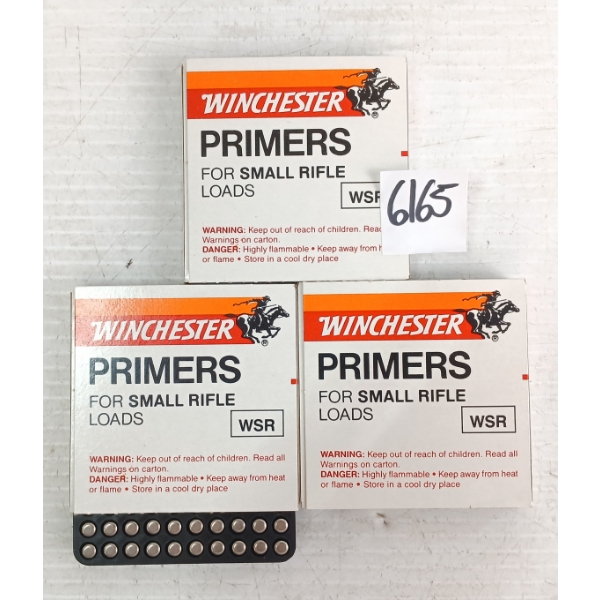 WINCHESTER
®
PRIMERS
FOR SMALL RIFLE
LOADS
WSR
6165
WARNING: Keep out of reach of children. Read
Warnings on carton.
DANGER: Highly flammable • Keep away from
or flame • Store in a cool dry place
WINCHESTER
®
PRIMERS
FOR SMALL RIFLE
LOADS
WSR
WARNING: Keep out of reach of children. Read all
Warnings on carton.
DANGER: Highly flammable • Keep away from heat
or flame • Store in a cool dry place
WINCHESTER
®
PRIMERS
FOR SMALL RIFLE
LOADS
WSR
WARNING: Keep out of reach of children. Read all
Warnings on carton.
DANGER: Highly flammable • Keep away from heat
or flame • Store in a cool dry place